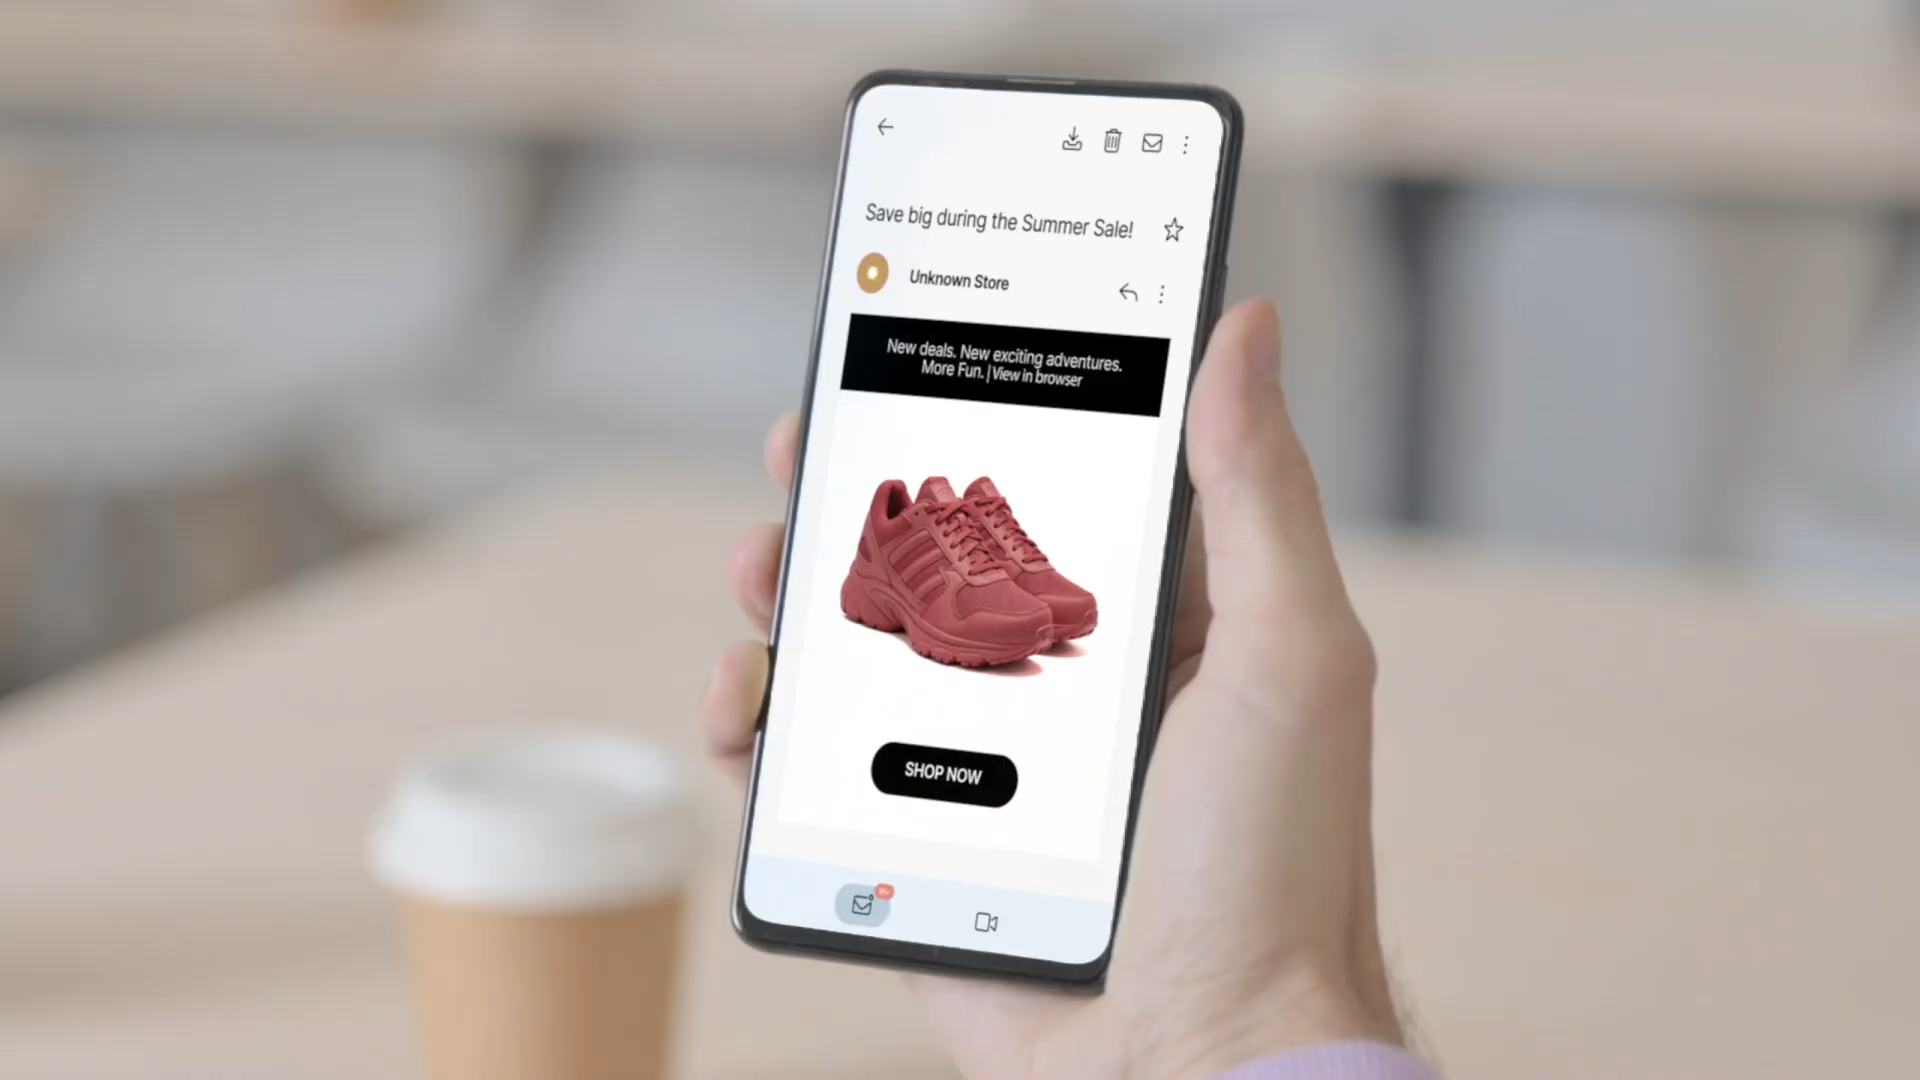 Save big during the Summer Sale!
Unknown Store
New deals. New exciting adventures.
More Fun. | View in browser
SHOP NOW